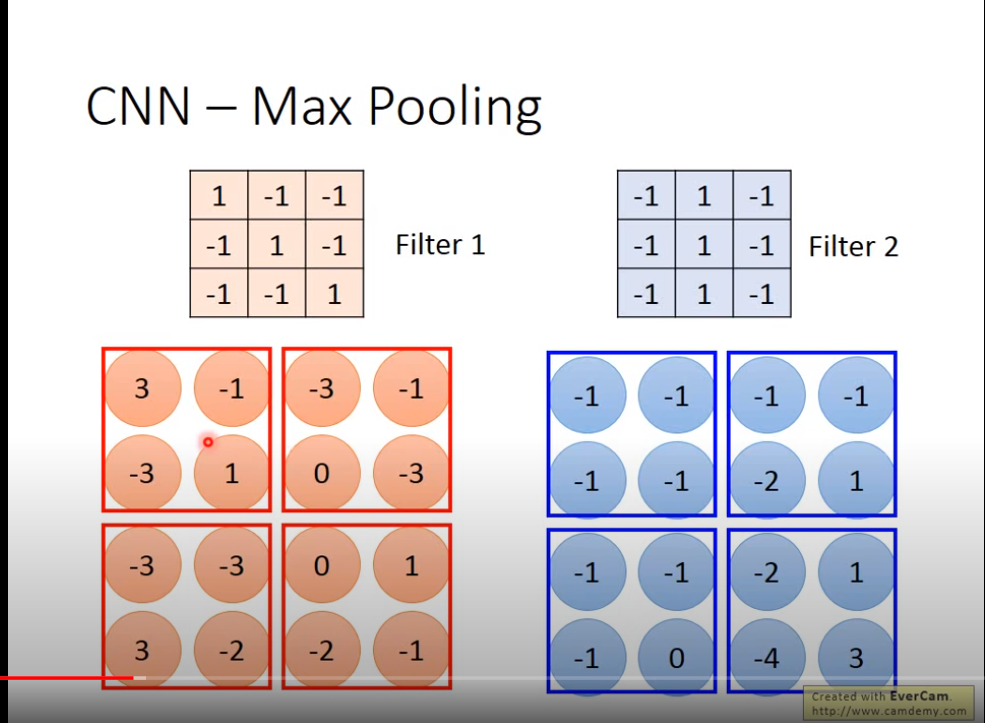 CNN – Max Pooling
1 -1 -1
-1 1 -1
-1 -1 1
Filter 1
-1 1 -1
-1 1 -1
-1 1 -1
Filter 2
3 -1 -3 -1
-3 1 0 -3
-3 -3 0 1
3 -2 -2 -1
-1 -1 -1 -1
-1 -1 -2 1
-1 -1 -2 1
-1 0 -4 3
Created with EverCam.
http://www.camdemy.com